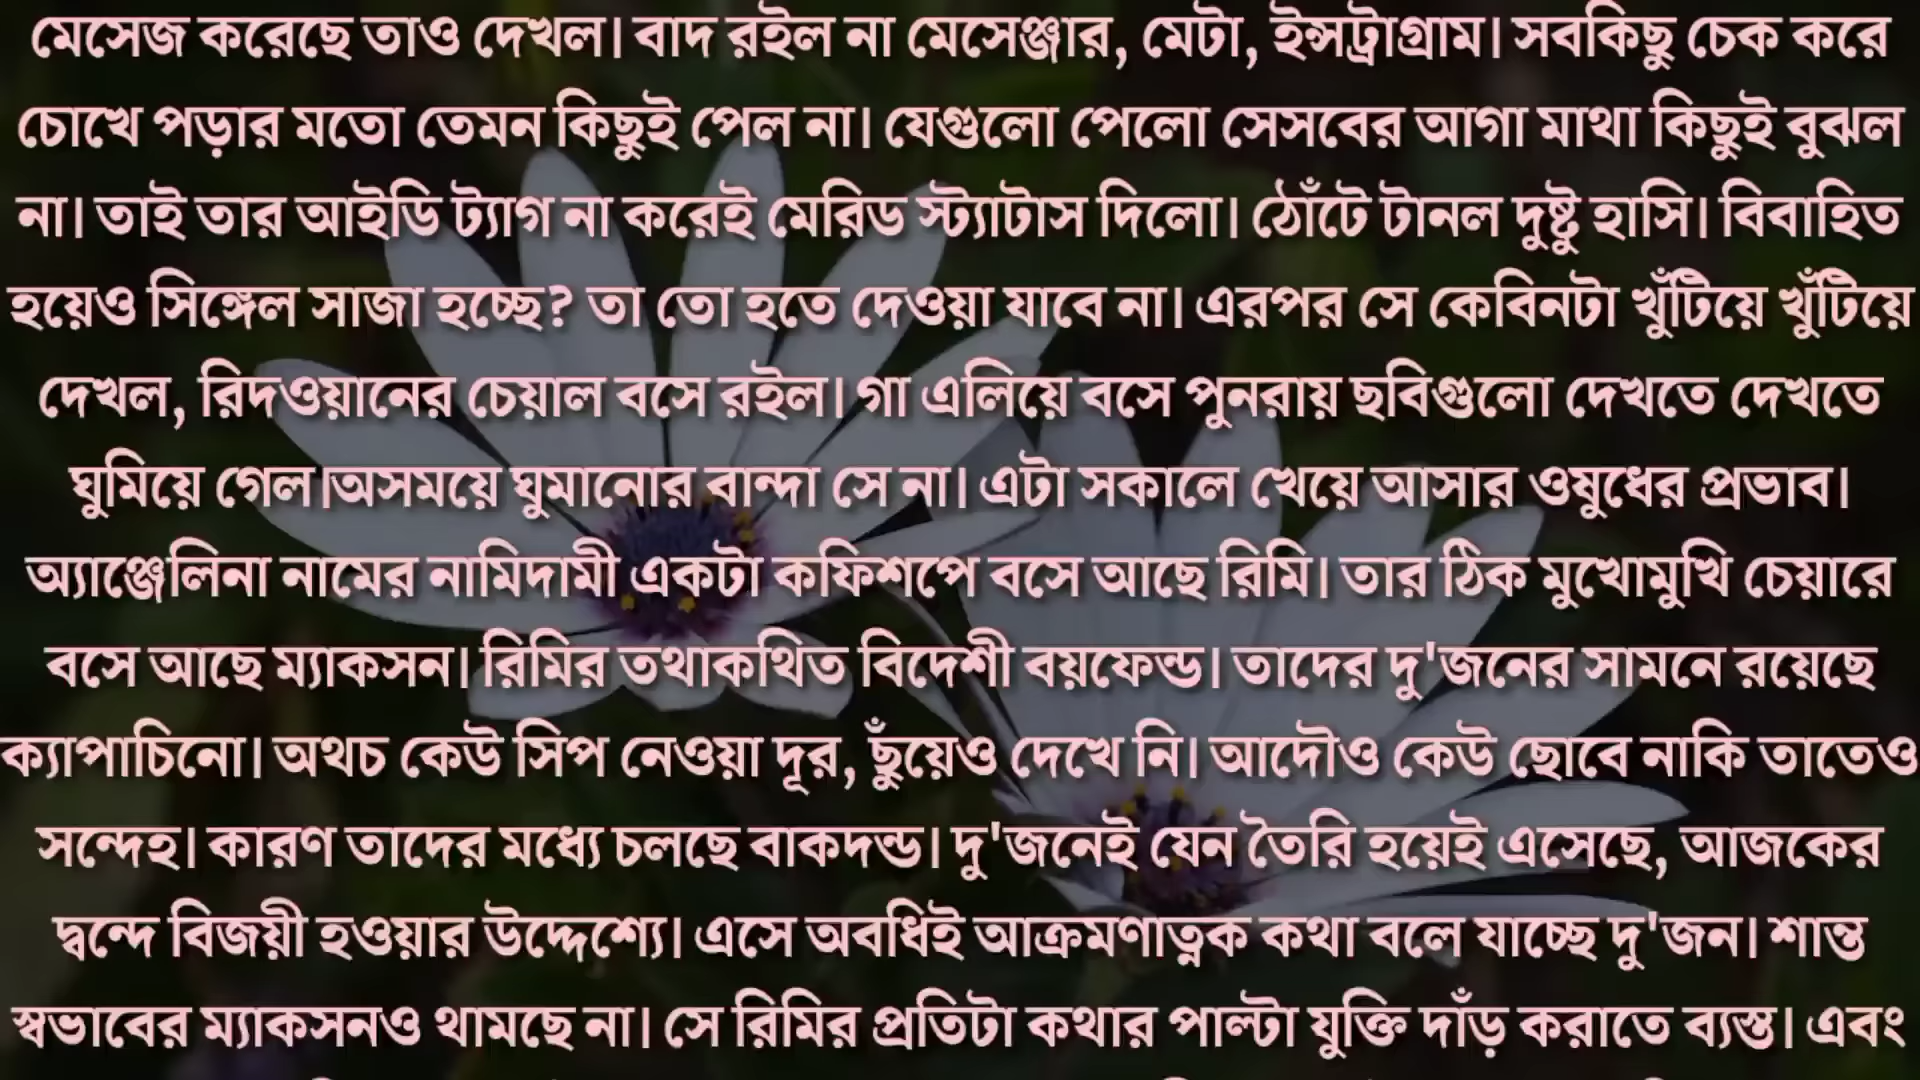 মেসেজ করেছে তাও দেখল। বাদ রইল না মেসেঞ্জার, মেটা, ইন্সট্রাগ্রাম। সবকিছু চেক করে
চোখে পড়ার মতো তেমন কিছুই পেল না। যেগুলো পেলো সেসবের আগা মাথা কিছুই বুঝল
না। তাই তার আইডি ট্যাগ না করেই মেরিড স্ট্যাটাস দিলো। ঠোঁটে টানল দুষ্টু হাসি। বিবাহিত
হয়েও সিঙ্গেল সাজা হচ্ছে? তা তো হতে দেওয়া যাবে না। এরপর সে কেবিনটা খুঁটিয়ে খুঁটিয়ে
দেখল, রিদওয়ানের চেয়াল বসে রইল। গা এলিয়ে বসে পুনরায় ছবিগুলো দেখতে দেখতে
ঘুমিয়ে গেল।অসময়ে ঘুমানোর বান্দা সে না। এটা সকালে খেয়ে আসার ওষুধের প্রভাব।
অ্যাঞ্জেলিনা নামের নামিদামী একটা কফিশপে বসে আছে রিমি। তার ঠিক মুখোমুখি চেয়ারে
বসে আছে ম্যাকসন। রিমির তথাকথিত বিদেশী বয়ফেন্ড। তাদের দু'জনের সামনে রয়েছে
ক্যাপাচিনো। অথচ কেউ সিপ নেওয়া দূর, ছুঁয়েও দেখে নি। আদৌও কেউ ছোবে নাকি তাতেও
সন্দেহ। কারণ তাদের মধ্যে চলছে বাকদন্ড। দু'জনেই যেন তৈরি হয়েই এসেছে, আজকের
দ্বন্দে বিজয়ী হওয়ার উদ্দেশ্যে। এসে অবধিই আক্রমণাত্নক কথা বলে যাচ্ছে দু'জন। শান্ত
স্বভাবের ম্যাকসনও থামছে না। সে রিমির প্রতিটা কথার পাল্টা যুক্তি দাঁড় করাতে ব্যস্ত। এবং